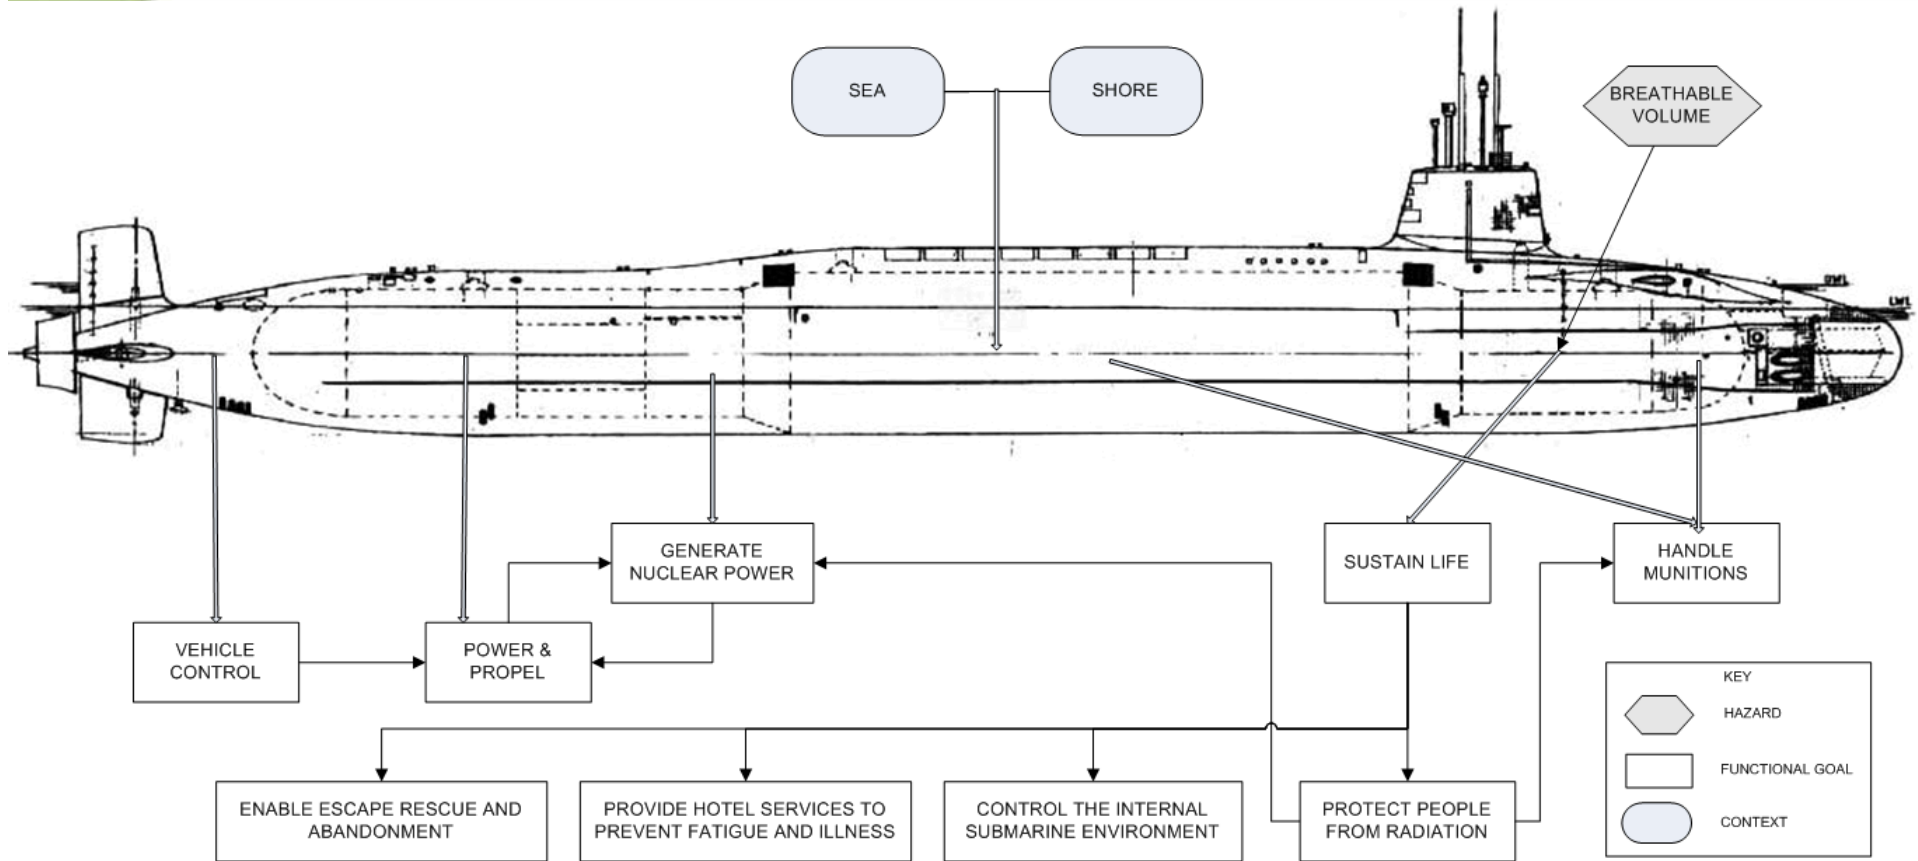 SEA
SHORE
BREATHABLE
VOLUME
LWL
GENERATE
NUCLEAR POWER
SUSTAIN LIFE
HANDLE
MUNITIONS
VEHICLE
CONTROL
POWER &
PROPEL
KEY
HAZARD
FUNCTIONAL GOAL
CONTEXT
ENABLE ESCAPE RESCUE AND
ABANDONMENT
PROVIDE HOTEL SERVICES TO
PREVENT FATIGUE AND ILLNESS
CONTROL THE INTERNAL
SUBMARINE ENVIRONMENT
PROTECT PEOPLE
FROM RADIATION